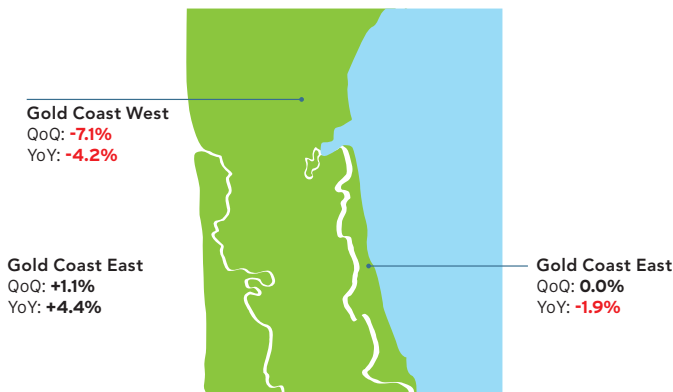 Gold Coast West
QoQ: -7.1%
YoY: -4.2%
Gold Coast East
QoQ: +1.1%
YoY: +4.4%
Gold Coast East
QoQ: 0.0%
YoY: -1.9%